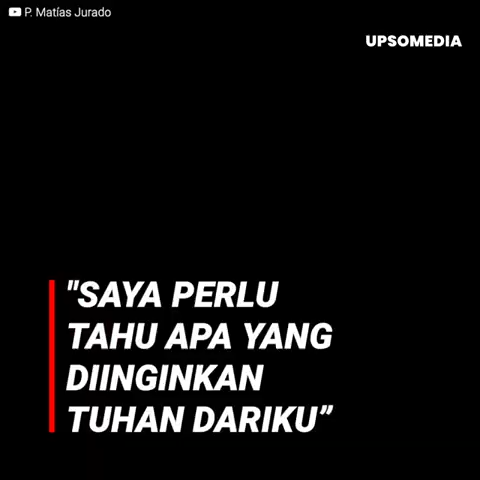 P. Matías Jurado
UPSOMEDIA
"SAYA PERLU
TAHU APA YANG
DIINGINKAN
TUHAN DARIKU”